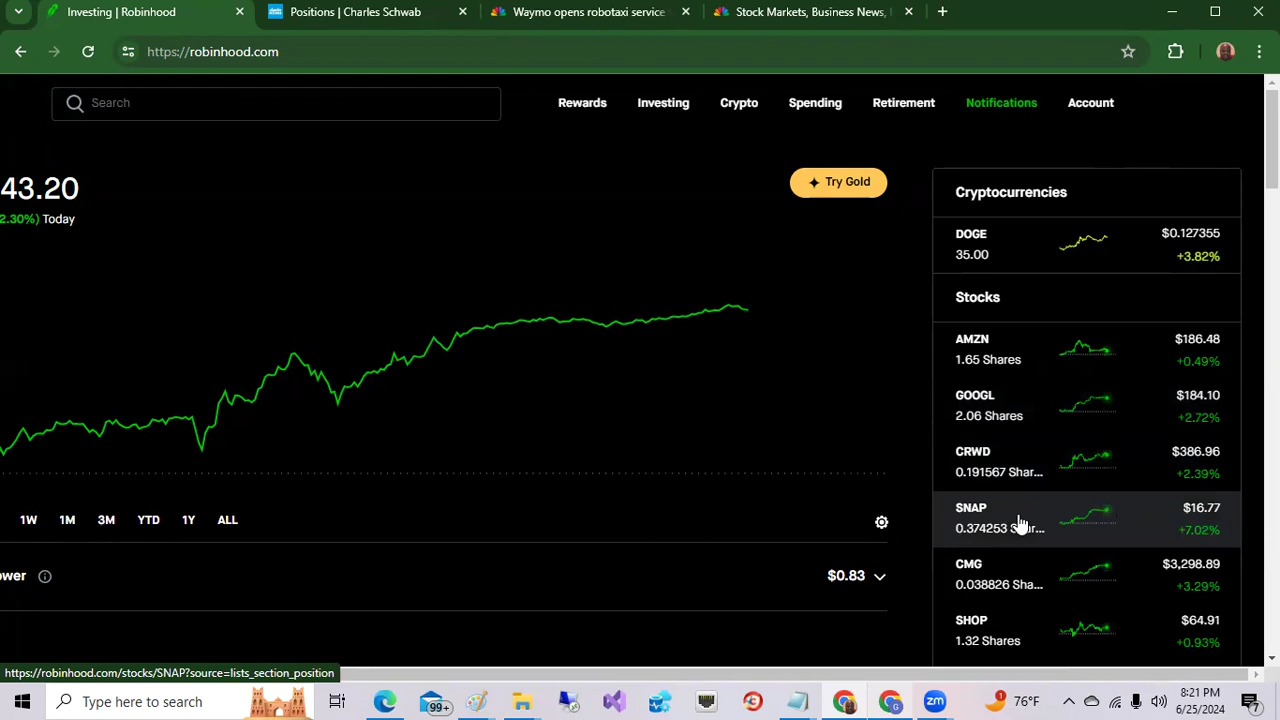 Investing | Robinhood
Positions | Charles Schwab
Waymo opens robotaxi service
Stock Markets, Business News,
https://robinhood.com
Search
Rewards
Investing
Crypto
Spending
Retirement
Notifications
Account
43.20
2.30%) Today
Try Gold
Cryptocurrencies
DOGE
$0.127355
35.00
+3.82%
Stocks
AMZN
$186.48
1.65 Shares
+0.49%
GOOGL
$184.10
2.06 Shares
+2.72%
CRWD
$386.96
0.191567 Shar...
+2.39%
SNAP
$16.77
0.374253
+7.02%
CMG
$3,298.89
0.038826 Sha...
+3.29%
SHOP
$64.91
1.32 Shares
+0.93%
1W
1M
3M
YTD
1Y
ALL
ower
$0.83
https://robinhood.com/stocks/SNAP?source=lists_section_position
Type here to search
99+
zm
1
76°F
8:21 PM
6/25/2024
7